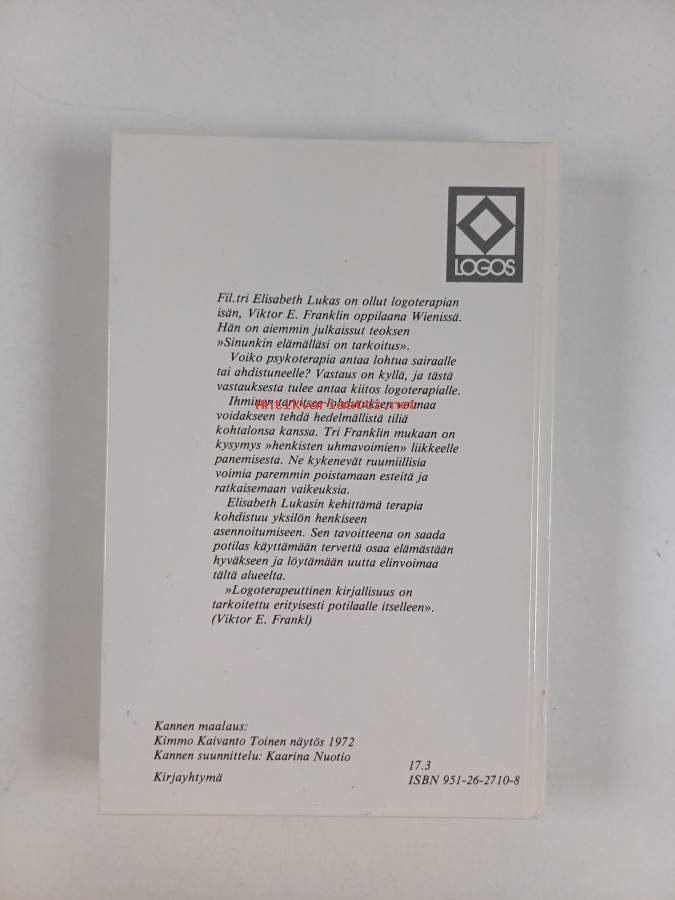 LOGOS
Fil.tri Elisabeth Lukas on ollut logoterapian
isän, Viktor E. Franklin oppilaana Wienissä.
Hän on aiemmin julkaissut teoksen
»Sinunkin elämälläsi on tarkoitus».
Voiko psykoterapia antaa lohtua sairaalle
tai ahdistuneelle? Vastaus on kyllä, ja tästä
vastauksesta tulee antaa kiitos logoterapialle.
Ihminen tarvitsee lohdutuksen voimaa
Antikvariaatti.net
voidakseen tehdä hedelmällistä tiliä
kohtalonsa kanssa. Tri Franklin mukaan on
kysymys »henkisten uhmavoimien» liikkeelle
panemisesta. Ne kykenevät ruumiillisia
voimia paremmin poistamaan esteitä ja
ratkaisemaan vaikeuksia.
Elisabeth Lukasin kehittämä terapia
kohdistuu yksilön henkiseen
asennoitumiseen. Sen tavoitteena on saada
potilas käyttämään tervettä osaa elämästään
hyväkseen ja löytämään uutta elinvoimaa
tältä alueelta.
»Logoterapeuttinen kirjallisuus on
tarkoitettu erityisesti potilaalle itselleen».
(Viktor E. Frankl)
Kannen maalaus:
Kimmo Kaivanto Toinen näytös 1972
Kannen suunnittelu: Kaarina Nuotio
Kirjayhtymä
17.3
ISBN 951-26-2710-8